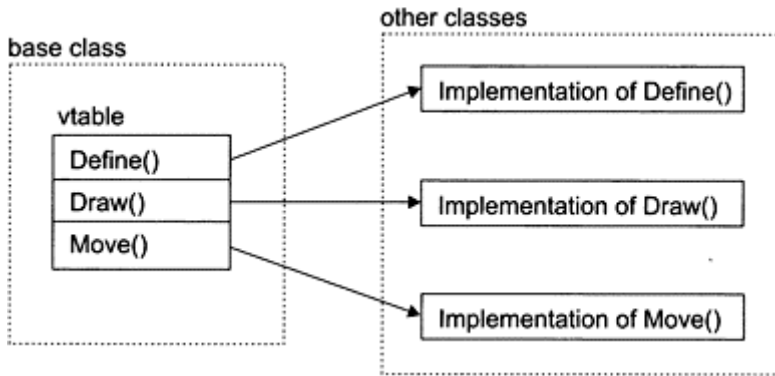 other classes
base class
vtable
Define()
Draw()
Move()
Implementation of Define()
Implementation of Draw()
Implementation of Move()